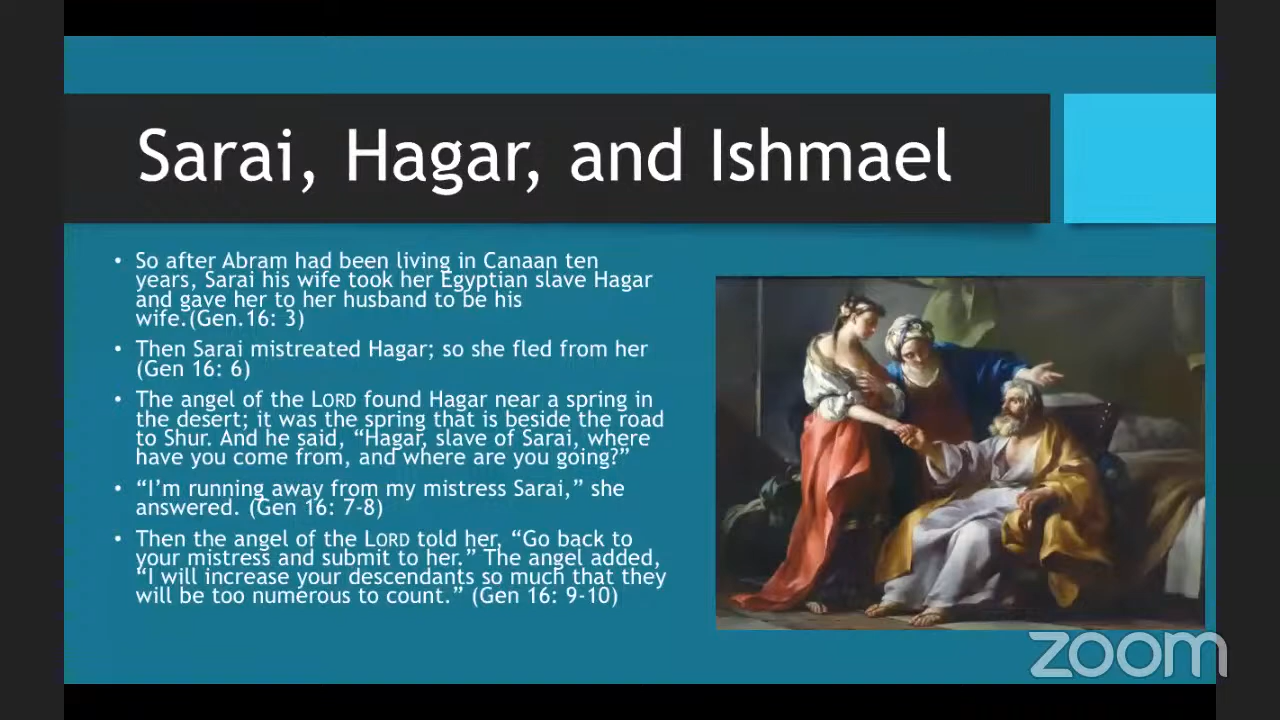 Sarai, Hagar, and Ishmael
• So after Abram had been living in Canaan ten
years, Sarai his wife took her Egyptian slave Hagar
and gave her to her husband to be his
wife.(Gen.16: 3)
• Then Sarai mistreated Hagar; so she fled from her
(Gen 16: 6)
• The angel of the LORD found Hagar near a spring in
the desert; it was the spring that is beside the road
to Shur. And he said, “Hagar, slave of Sarai, where
have you come from, and where are you going?”
• “I’m running away from my mistress Sarai,” she
answered. (Gen 16: 7-8)
• Then the angel of the LORD told her, “Go back to
your mistress and submit to her.” The angel added,
“I will increase your descendants so much that they
will be too numerous to count.” (Gen 16: 9-10)
zoom